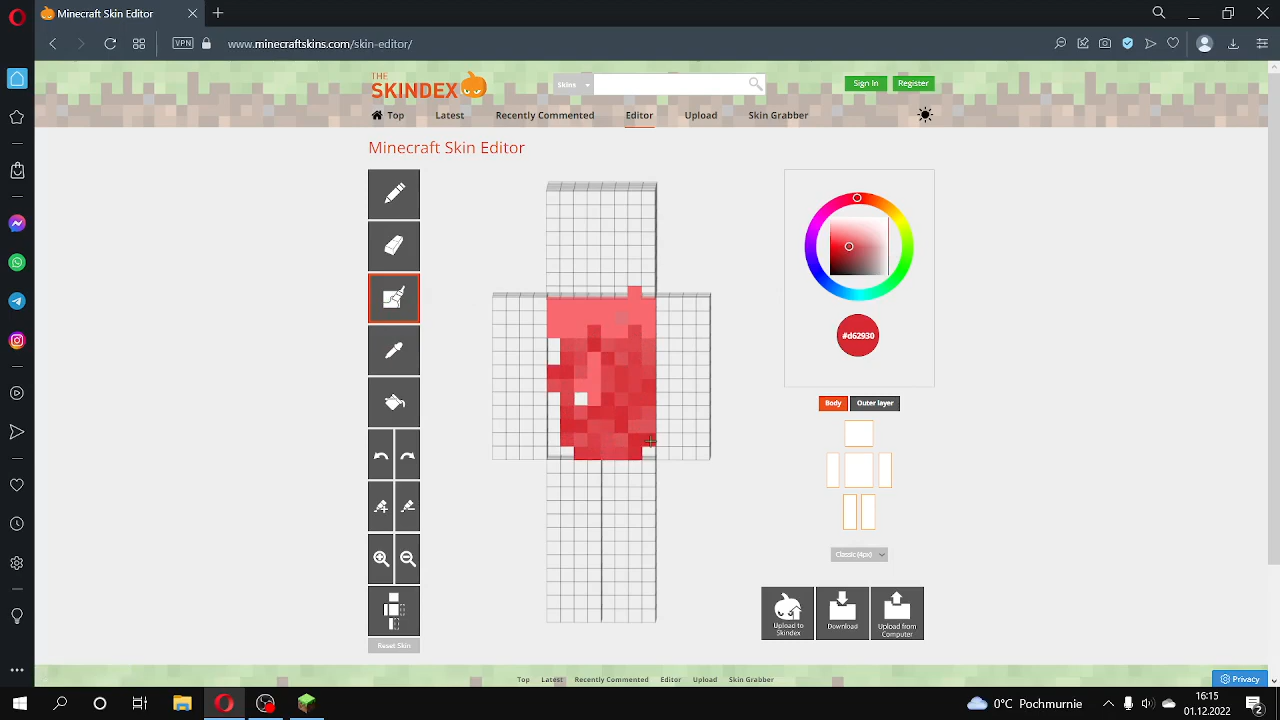 Minecraft Skin Editor
VPN
www.minecraftskins.com/skin-editor/
THE
SKINDEX
Skins
Sign In
Register
Top
Latest
Recently Commented
Editor
Upload
Skin Grabber
Minecraft Skin Editor
#d62930
Body
Outer layer
Classic (4px)
Upload to
Skindex
Download
Upload from
Computer
Reset Skin
Top
Latest
Recently Commented
Editor
Upload
Skin Grabber
Privacy
0°C Pochmurnie
16:15
01.12.2022
2